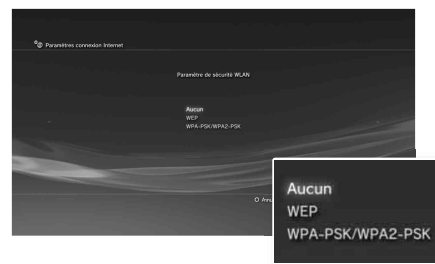 Paramètres connexion Internet
Paramètre de sécurité WLAN
Aucun
WEP
WPA-PSK/WPA2-PSK
Aucun
WEP
WPA-PSK/WPA2-PSK